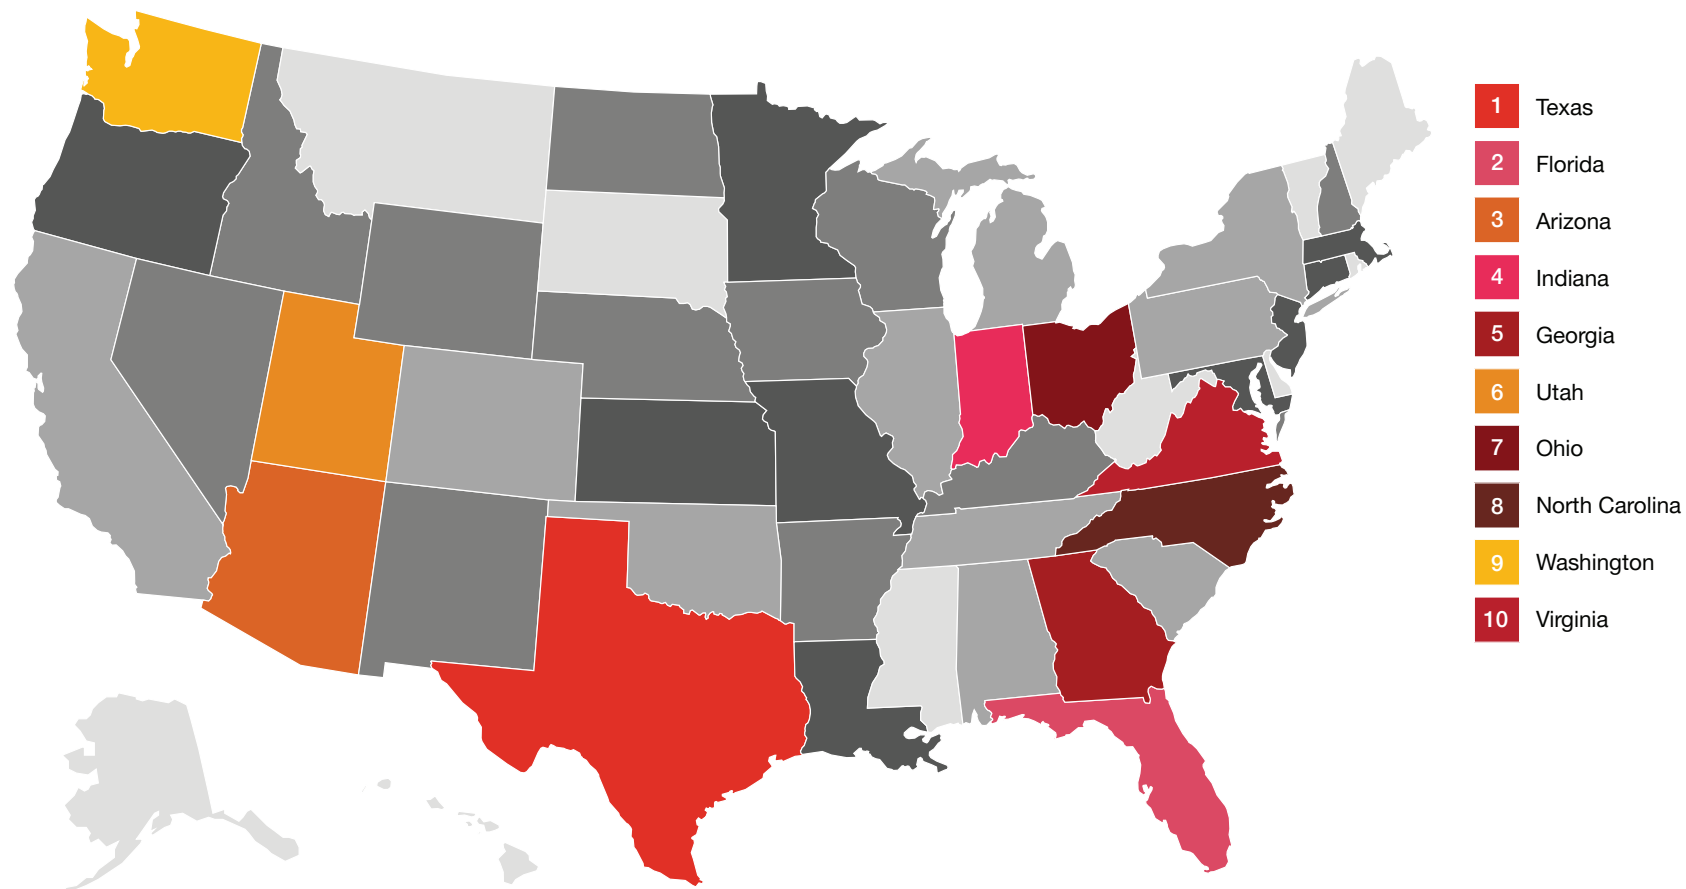 1 Texas
2 Florida
3 Arizona
4 Indiana
5 Georgia
6 Utah
7 Ohio
8 North Carolina
9 Washington
10 Virginia